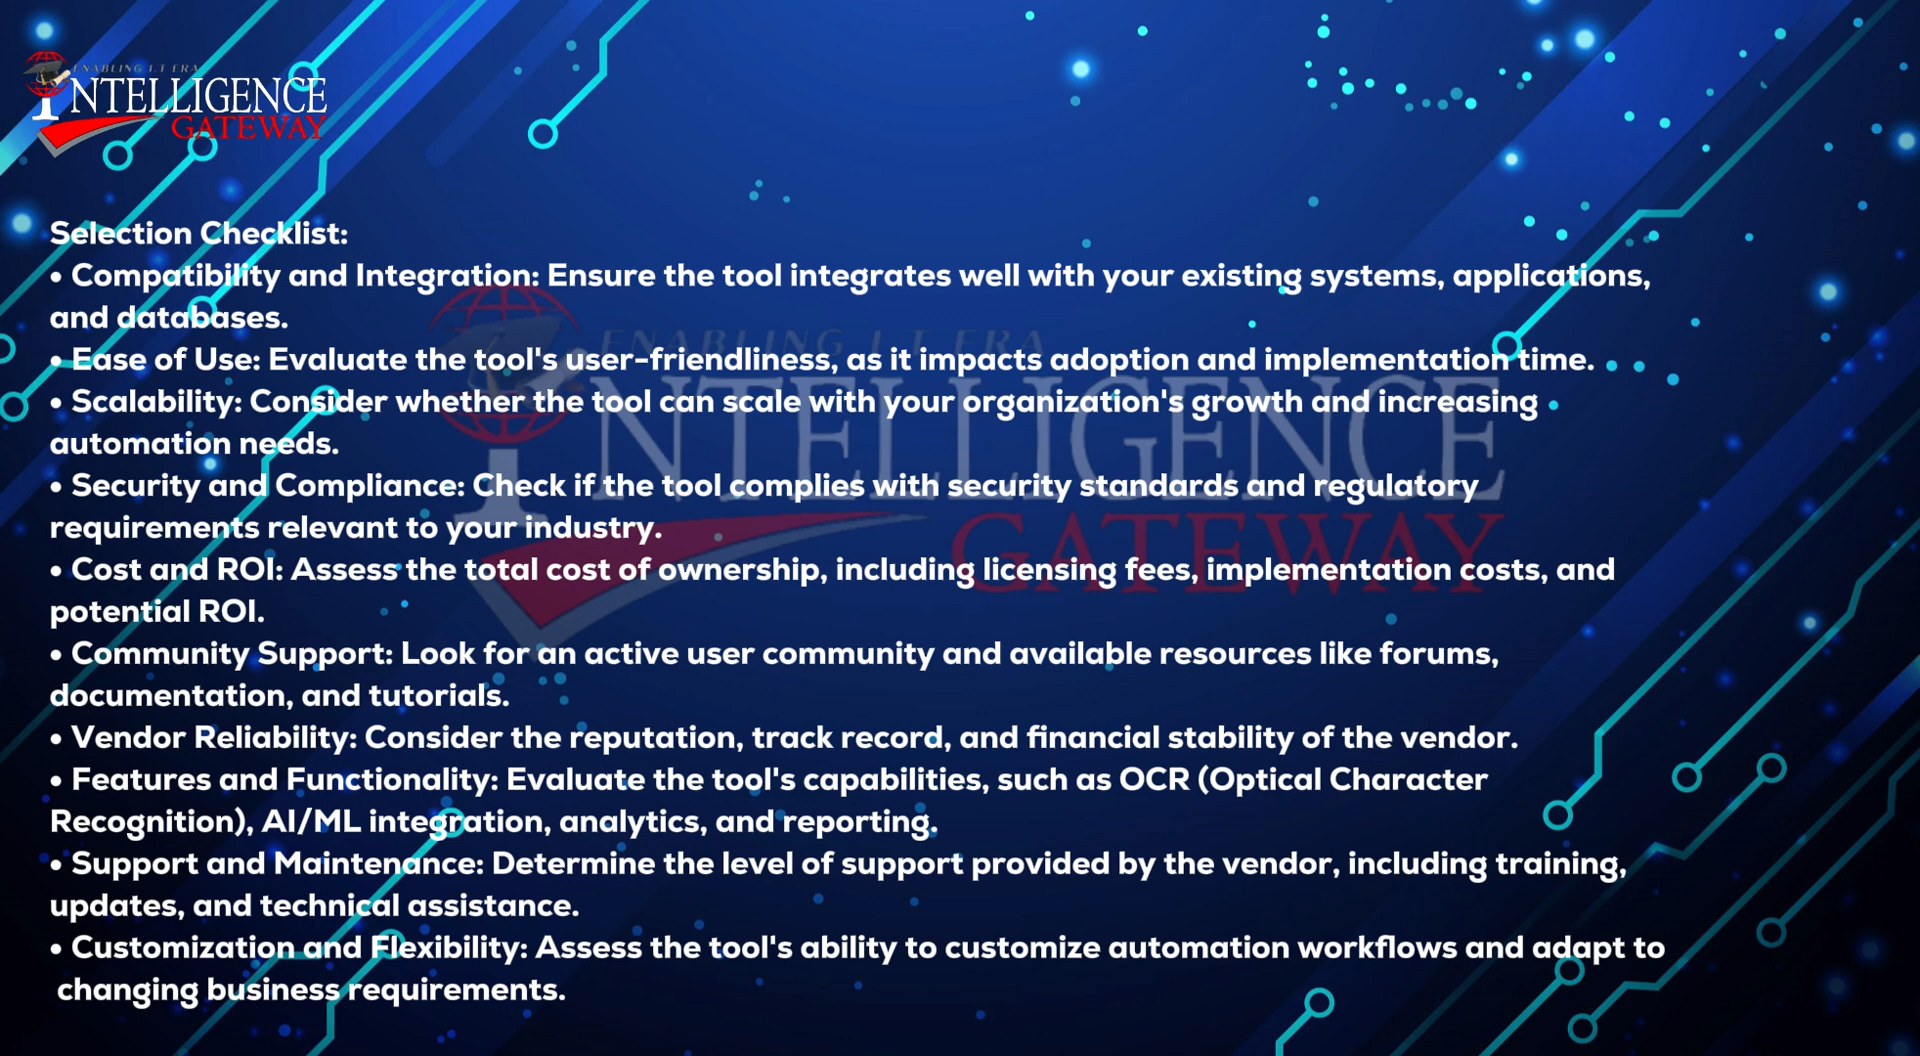 ENABLING I.T ERA
INTELLIGENCE
GATEWAY
Selection Checklist:
• Compatibility and Integration: Ensure the tool integrates well with your existing systems, applications,
and databases.
• Ease of Use: Evaluate the tool's user-friendliness, as it impacts adoption and implementation time.
• Scalability: Consider whether the tool can scale with your organization's growth and increasing
automation needs.
• Security and Compliance: Check if the tool complies with security standards and regulatory
requirements relevant to your industry.
• Cost and ROI: Assess the total cost of ownership, including licensing fees, implementation costs, and
potential ROI.
• Community Support: Look for an active user community and available resources like forums,
documentation, and tutorials.
• Vendor Reliability: Consider the reputation, track record, and financial stability of the vendor.
• Features and Functionality: Evaluate the tool's capabilities, such as OCR (Optical Character
Recognition), AI/ML integration, analytics, and reporting.
• Support and Maintenance: Determine the level of support provided by the vendor, including training,
updates, and technical assistance.
• Customization and Flexibility: Assess the tool's ability to customize automation workflows and adapt to
changing business requirements.
ENABLING I.T ERA
INTELLIGENCE
GATEWAY